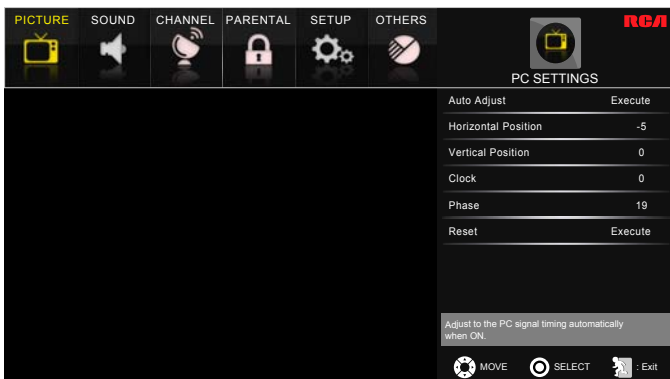 PICTURE SOUND CHANNEL PARENTAL SETUP OTHERS
RCA
PC SETTINGS
Auto Adjust Execute
Horizontal Position -5
Vertical Position 0
Clock 0
Phase 19
Reset Execute
Adjust to the PC signal timing automatically
when ON.
MOVE SELECT : Exit